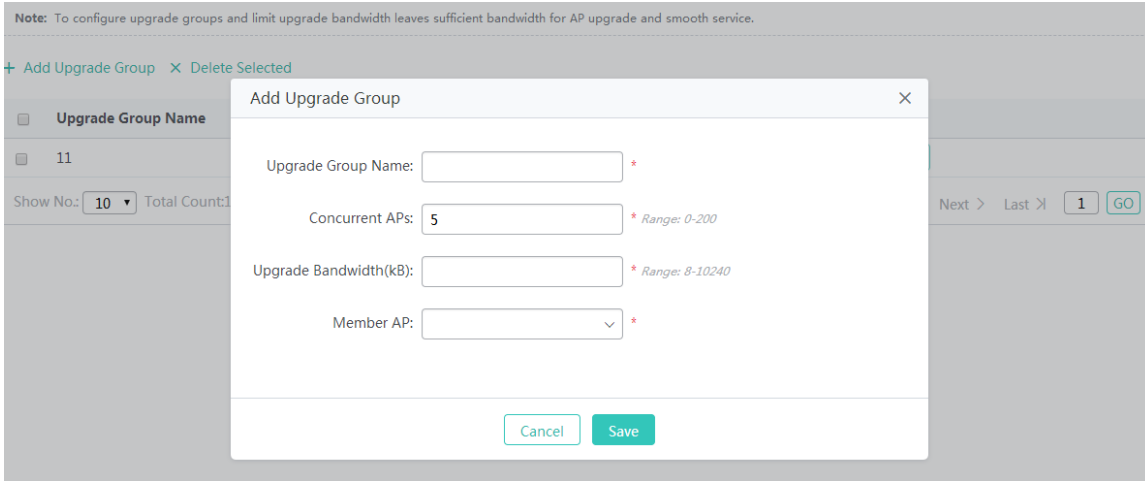 Note: To configure upgrade groups and limit upgrade bandwidth leaves sufficient bandwidth for AP upgrade and smooth service.
+ Add Upgrade Group × Delete Selected
Add Upgrade Group ×
Upgrade Group Name
Upgrade Group Name: *
11
Show No.: 10 Total Count:1
Next > Last 1 GO
Concurrent APs: 5 * Range: 0-200
Upgrade Bandwidth(kB): * Range: 8-10240
Member AP: *
Cancel Save